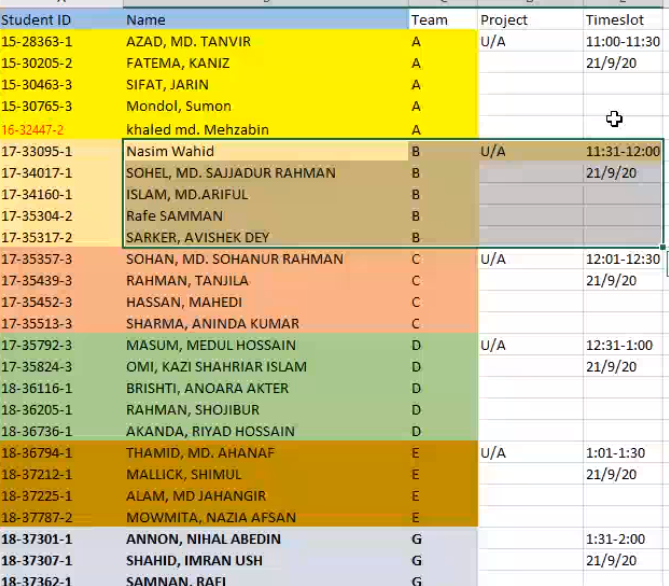 Student ID Name Team Project Timeslot
15-28363-1 AZAD, MD. TANVIR A U/A 11:00-11:30
15-30205-2 FATEMA, KANIZ A 21/9/20
15-30463-3 SIFAT, JARIN A
15-30765-3 Mondol, Sumon A
16-32447-2 khaled md. Mehzabin A
17-33095-1 Nasim Wahid B U/A 11:31-12:00
17-34017-1 SOHEL, MD. SAJJADUR RAHMAN B 21/9/20
17-34160-1 ISLAM, MD.ARIFUL B
17-35304-2 Rafe SAMMAN B
17-35317-2 SARKER, AVISHEK DEY B
17-35357-3 SOHAN, MD. SOHANUR RAHMAN C U/A 12:01-12:30
17-35439-3 RAHMAN, TANJILA C 21/9/20
17-35452-3 HASSAN, MAHEDI C
17-35513-3 SHARMA, ANINDA KUMAR C
17-35792-3 MASUM, MEDUL HOSSAIN D U/A 12:31-1:00
17-35824-3 OMI, KAZI SHAHRIAR ISLAM D 21/9/20
18-36116-1 BRISHTI, ANOARA AKTER D
18-36205-1 RAHMAN, SHOJIBUR D
18-36736-1 AKANDA, RIYAD HOSSAIN D
18-36794-1 THAMID, MD. AHANAF E U/A 1:01-1:30
18-37212-1 MALLICK, SHIMUL E 21/9/20
18-37225-1 ALAM, MD JAHANGIR E
18-37787-2 MOWMITA, NAZIA AFSAN E
18-37301-1 ANNON, NIHAL ABEDIN G 1:31-2:00
18-37307-1 SHAHID, IMRAN USH G 21/9/20
18-37362-1 SAMNAN, RAFI G